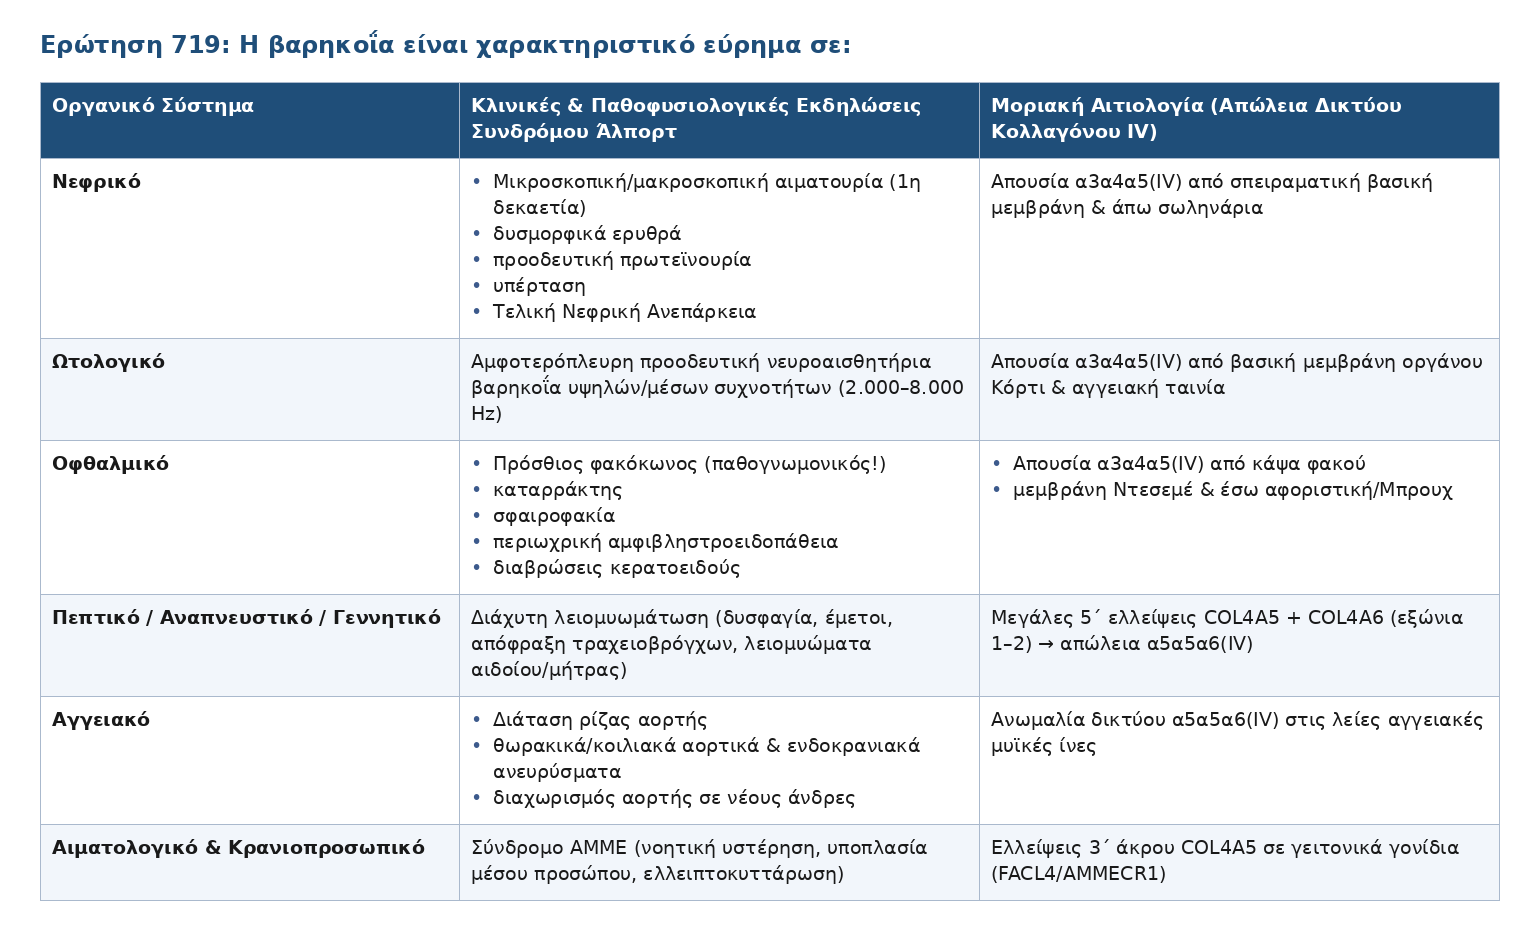 Ερώτηση 719: Η βαρηκοΐα είναι χαρακτηριστικό εύρημα σε:
Οργανικό Σύστημα
Κλινικές & Παθοφυσιολογικές Εκδηλώσεις
Συνδρόμου Άλπορτ
Μοριακή Αιτιολογία (Απώλεια Δικτύου
Κολλαγόνου IV)
Νεφρικό
• Μικροσκοπική/μακροσκοπική αιματουρία (1η
δεκαετία)
• δυσμορφικά ερυθρά
• προοδευτική πρωτεϊνουρία
• υπέρταση
• Τελική Νεφρική Ανεπάρκεια
Απουσία α3α4α5(IV) από σπειραματική βασική
μεμβράνη & άπω σωληνάρια
Ωτολογικό
Αμφοτερόπλευρη προοδευτική νευροαισθητήρια
βαρηκοΐα υψηλών/μέσων συχνοτήτων (2.000–8.000
Hz)
Απουσία α3α4α5(IV) από βασική μεμβράνη οργάνου
Κόρτι & αγγειακή ταινία
Οφθαλμικό
• Πρόσθιος φακόκωνος (παθογνωμονικός!)
• καταρράκτης
• σφαιροφακία
• περιωχρική αμφιβληστροειδοπάθεια
• διαβρώσεις κερατοειδούς
• Απουσία α3α4α5(IV) από κάψα φακού
• μεμβράνη Ντεσεμέ & έσω αφοριστική/Μπρουχ
Πεπτικό / Αναπνευστικό / Γεννητικό
Διάχυτη λειομυωμάτωση (δυσφαγία, έμετοι,
απόφραξη τραχειοβρόγχων, λειομυώματα
αιδοίου/μήτρας)
Μεγάλες 5΄ ελλείψεις COL4A5 + COL4A6 (εξώνια
1–2) → απώλεια α5α5α6(IV)
Αγγειακό
• Διάταση ρίζας αορτής
• θωρακικά/κοιλιακά αορτικά & ενδοκρανιακά
ανευρύσματα
• διαχωρισμός αορτής σε νέους άνδρες
Ανωμαλία δικτύου α5α5α6(IV) στις λείες αγγειακές
μυϊκές ίνες
Αιματολογικό & Κρανιοπροσωπικό
Σύνδρομο AMME (νοητική υστέρηση, υποπλασία
μέσου προσώπου, ελλειπτοκυττάρωση)
Ελλείψεις 3΄ άκρου COL4A5 σε γειτονικά γονίδια
(FACL4/AMMECR1)